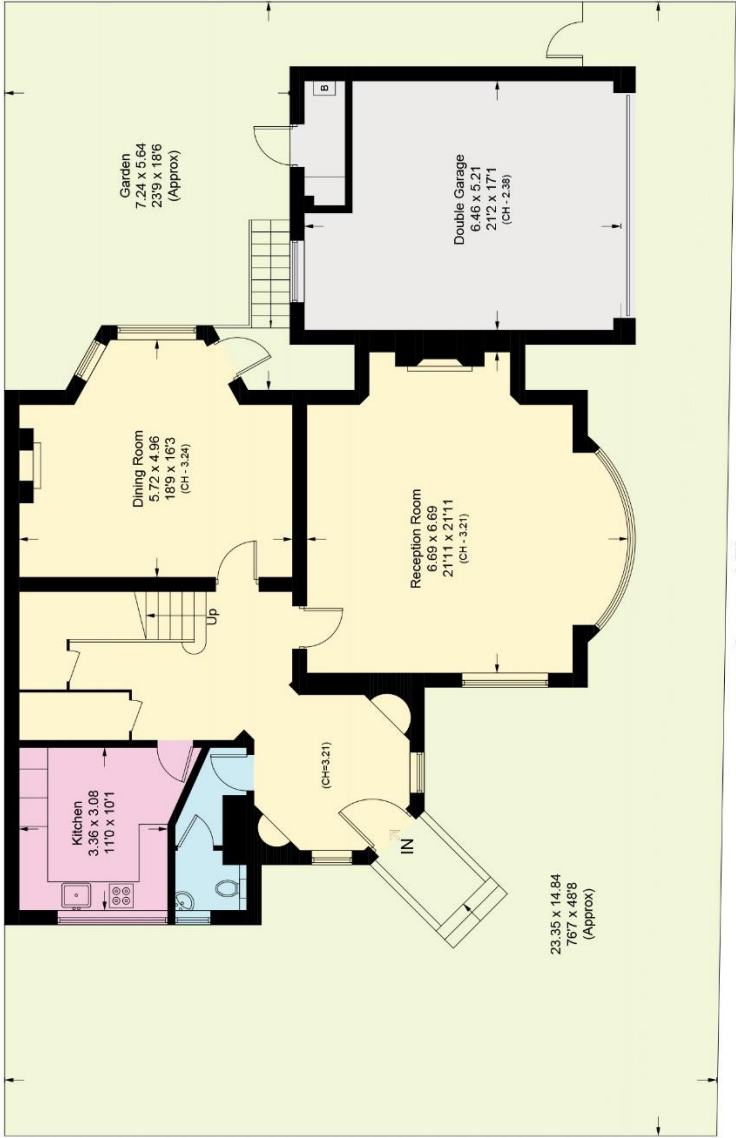 Garden
7.24 x 5.64
23'9 x 18'6
(Approx)
B
Double Garage
6.46 x 5.21
21'2 x 17'1
(CH - 2.38)
Dining Room
5.72 x 4.96
18'9 x 16'3
(CH - 3.24)
Reception Room
6.69 x 6.69
21'11 x 21'11
(CH - 3.21)
Up
Kitchen
3.36 x 3.08
11'0 x 10'1
(CH=3.21)
IN
23.35 x 14.84
76'7 x 48'8
(Approx)